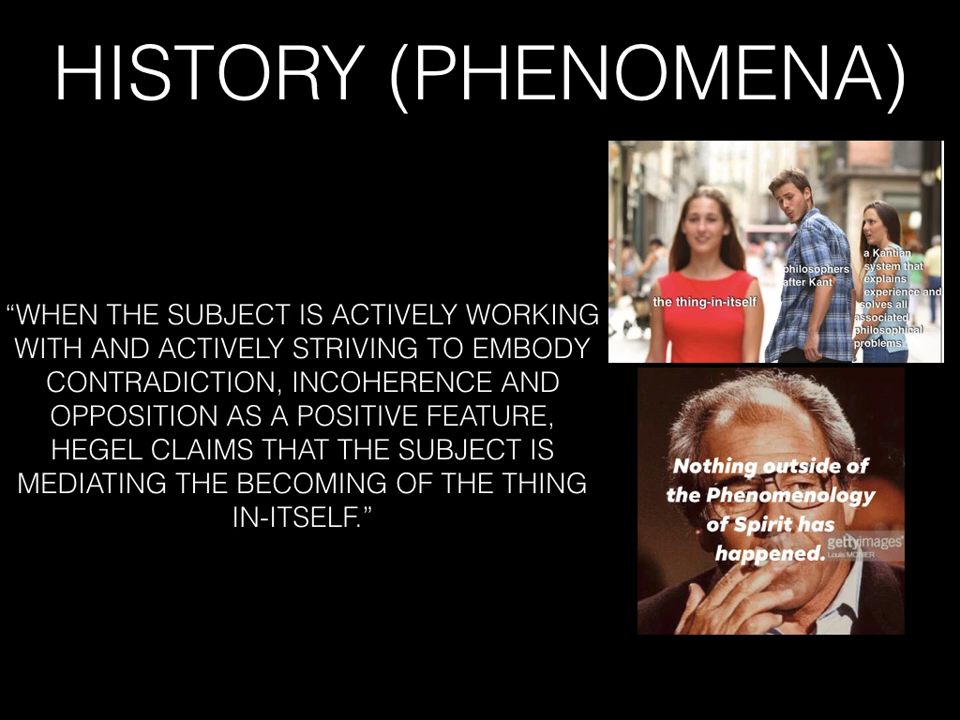 HISTORY (PHENOMENA)
“WHEN THE SUBJECT IS ACTIVELY WORKING
WITH AND ACTIVELY STRIVING TO EMBODY
CONTRADICTION, INCOHERENCE AND
OPPOSITION AS A POSITIVE FEATURE,
HEGEL CLAIMS THAT THE SUBJECT IS
MEDIATING THE BECOMING OF THE THING
IN-ITSELF.”
the thing-in-itself
philosophers
after Kant
a Kantian
system that
explains
experience and
solves all
associated
philosophical
problems
Nothing outside of
the Phenomenology
of Spirit has
happened.
gettyimages
Louis MONIER